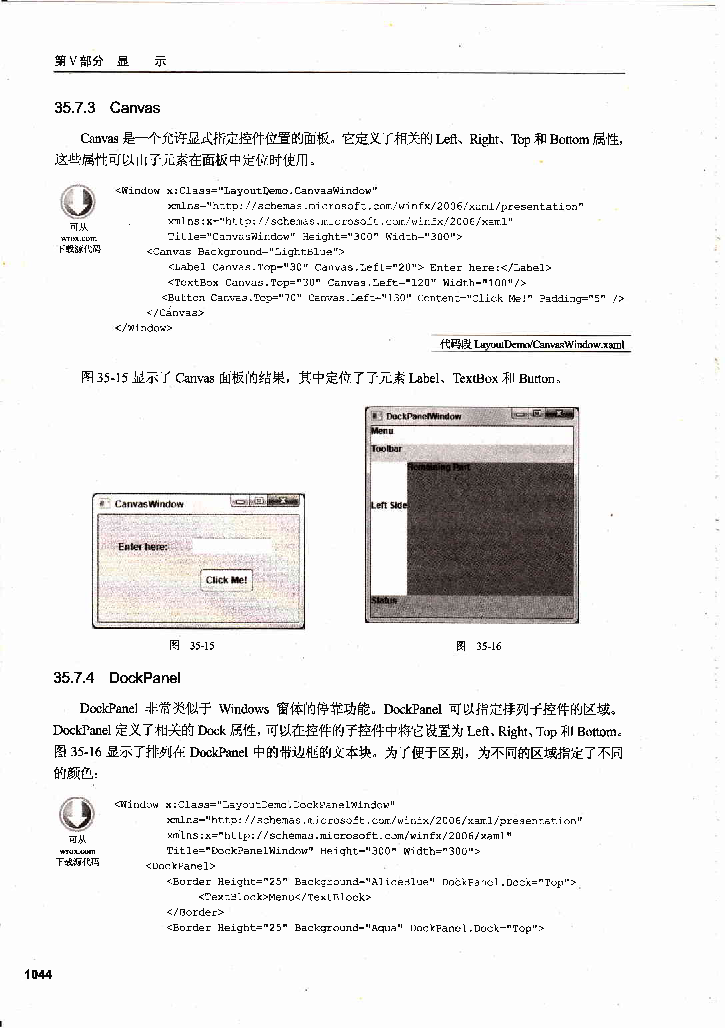 第V部分 显 示
35.7.3 Canvas
Canvas 是一个允许显式指定控件位置的面板。它定义了相关的 Left、Right、Top 和 Bottom 属性，
这些属性可以由子元素在面板中定位时使用。
可从
wrox.com
下载源代码
<Window x:Class="LayoutDemo.CanvasWindow"
xmlns="http://schemas.microsoft.com/winfx/2006/xaml/presentation"
xmlns:x="http://schemas.microsoft.com/winfx/2006/xaml"
Title="CanvasWindow" Height="300" Width="300">
<Canvas Background="LightBlue">
<Label Canvas.Top="30" Canvas.Left="20"> Enter here:</Label>
<TextBox Canvas.Top="30" Canvas.Left="120" Width="100"/>
<Button Canvas.Top="70" Canvas.Left="130" Content="Click Me!" Padding="5" />
</Canvas>
</Window>
代码段 LayoutDemo/CanvasWindow.xaml
图 35-15 显示了 Canvas 面板的结果，其中定位了子元素 Label、TextBox 和 Button。
CanvasWindow
Enter here:
Click Me!
图 35-15
DockPanelWindow
Menu
Toolbar
Remaining Part
Left Side
Status
图 35-16
35.7.4 DockPanel
DockPanel 非常类似于 Windows 窗体的停靠功能。DockPanel 可以指定排列子控件的区域。
DockPanel 定义了相关的 Dock 属性，可以在控件的子控件中将它设置为 Left、Right、Top 和 Bottom。
图 35-16 显示了排列在 DockPanel 中的带边框的文本块。为了便于区别，为不同的区域指定了不同
的颜色：
可从
wrox.com
下载源代码
<Window x:Class="LayoutDemo.DockPanelWindow"
xmlns="http://schemas.microsoft.com/winfx/2006/xaml/presentation"
xmlns:x="http://schemas.microsoft.com/winfx/2006/xaml"
Title="DockPanelWindow" Height="300" Width="300">
<DockPanel>
<Border Height="25" Background="AliceBlue" DockPanel.Dock="Top">
<TextBlock>Menu</TextBlock>
</Border>
<Border Height="25" Background="Aqua" DockPanel.Dock="Top">
1044